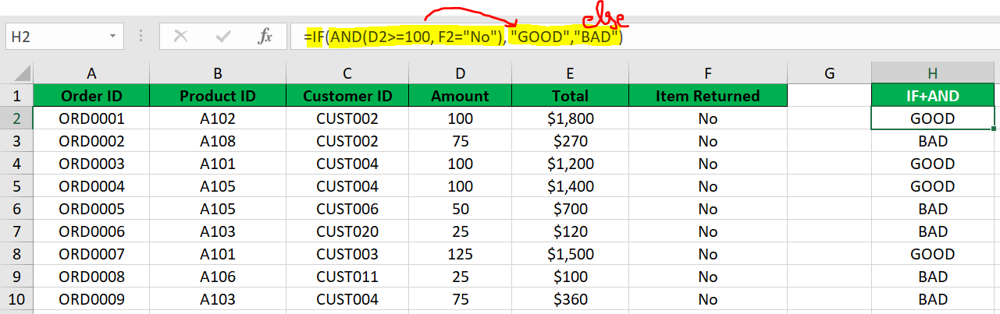 else
H2 fx =IF(AND(D2>=100, F2="No"), "GOOD","BAD")
A B C D E F G H
1 Order ID Product ID Customer ID Amount Total Item Returned IF+AND
2 ORD0001 A102 CUST002 100 $1,800 No GOOD
3 ORD0002 A108 CUST002 75 $270 No BAD
4 ORD0003 A101 CUST004 100 $1,200 No GOOD
5 ORD0004 A105 CUST004 100 $1,400 No GOOD
6 ORD0005 A105 CUST006 50 $700 No BAD
7 ORD0006 A103 CUST020 25 $120 No BAD
8 ORD0007 A101 CUST003 125 $1,500 No GOOD
9 ORD0008 A106 CUST011 25 $100 No BAD
10 ORD0009 A103 CUST004 75 $360 No BAD